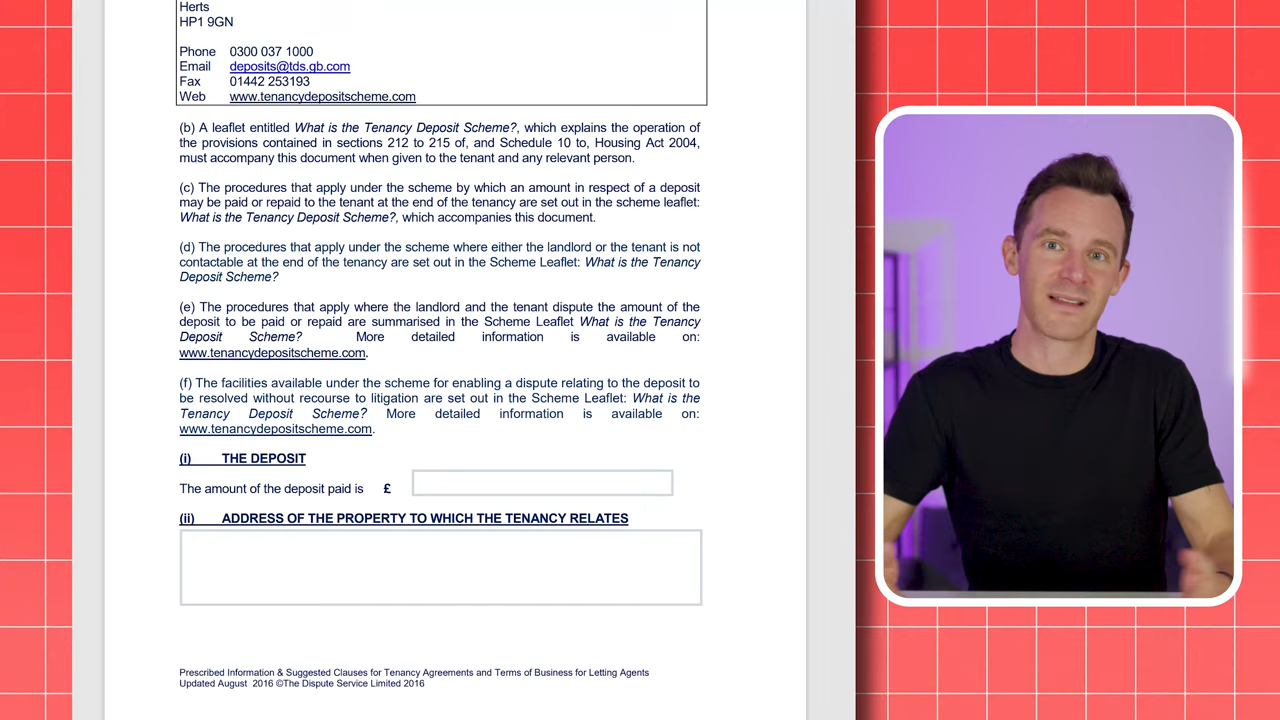 Herts
HP1 9GN
Phone 0300 037 1000
Email deposits@tds.gb.com
Fax 01442 253193
Web www.tenancydepositscheme.com
(b) A leaflet entitled What is the Tenancy Deposit Scheme?, which explains the operation of
the provisions contained in sections 212 to 215 of, and Schedule 10 to, Housing Act 2004,
must accompany this document when given to the tenant and any relevant person.
(c) The procedures that apply under the scheme by which an amount in respect of a deposit
may be paid or repaid to the tenant at the end of the tenancy are set out in the scheme leaflet:
What is the Tenancy Deposit Scheme?, which accompanies this document.
(d) The procedures that apply under the scheme where either the landlord or the tenant is not
contactable at the end of the tenancy are set out in the Scheme Leaflet: What is the Tenancy
Deposit Scheme?
(e) The procedures that apply where the landlord and the tenant dispute the amount of the
deposit to be paid or repaid are summarised in the Scheme Leaflet What is the Tenancy
Deposit Scheme? More detailed information is available on:
www.tenancydepositscheme.com.
(f) The facilities available under the scheme for enabling a dispute relating to the deposit to
be resolved without recourse to litigation are set out in the Scheme Leaflet: What is the
Tenancy Deposit Scheme? More detailed information is available on:
www.tenancydepositscheme.com.
(i) THE DEPOSIT
The amount of the deposit paid is £
(ii) ADDRESS OF THE PROPERTY TO WHICH THE TENANCY RELATES
Prescribed Information & Suggested Clauses for Tenancy Agreements and Terms of Business for Letting Agents
Updated August 2016 ©The Dispute Service Limited 2016